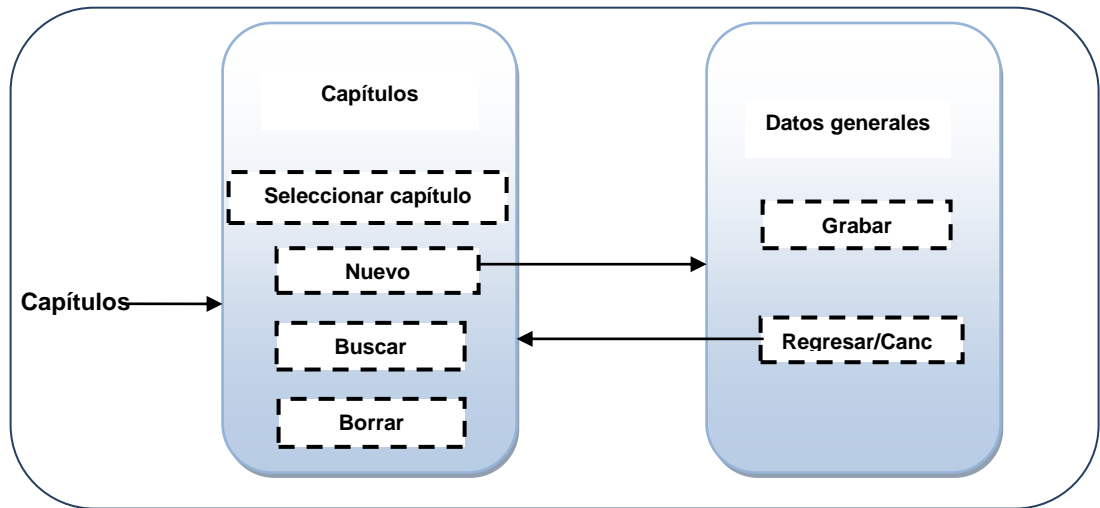 Capítulos
Capítulos
Seleccionar capítulo
Nuevo
Buscar
Borrar
Datos generales
Grabar
Regresar/Canc